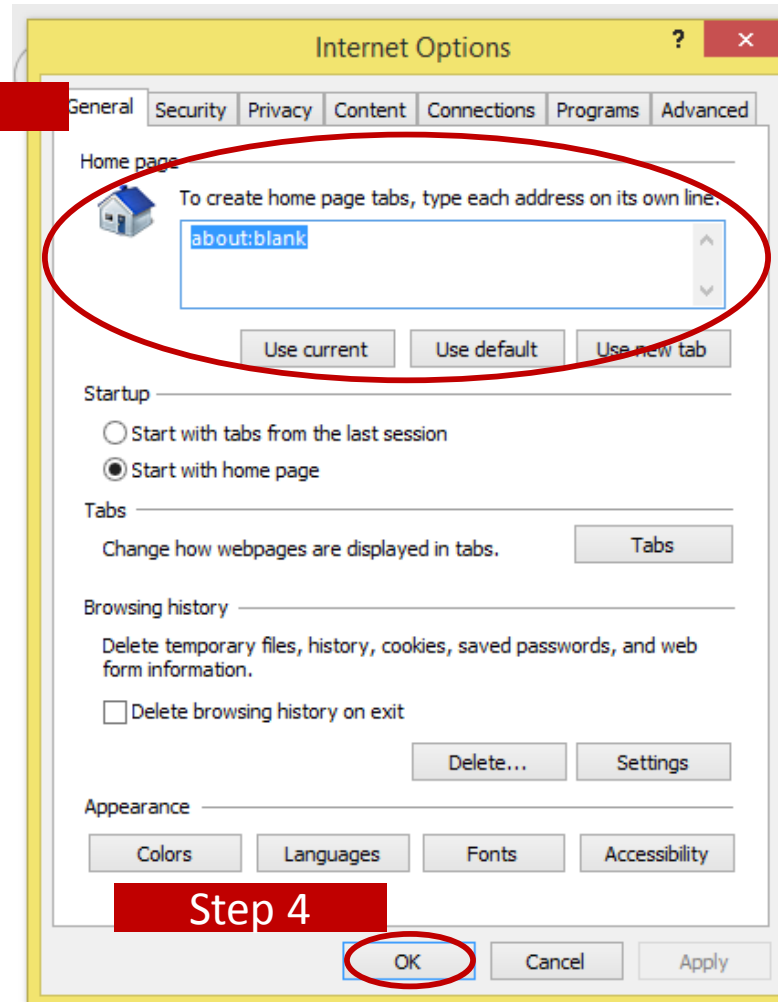 Internet Options ? ×
General Security Privacy Content Connections Programs Advanced
Home page
To create home page tabs, type each address on its own line.
about:blank
Use current Use default Use new tab
Startup
Start with tabs from the last session
Start with home page
Tabs
Change how webpages are displayed in tabs. Tabs
Browsing history
Delete temporary files, history, cookies, saved passwords, and web
form information.
Delete browsing history on exit
Delete... Settings
Appearance
Colors Languages Fonts Accessibility
Step 4
OK Cancel Apply